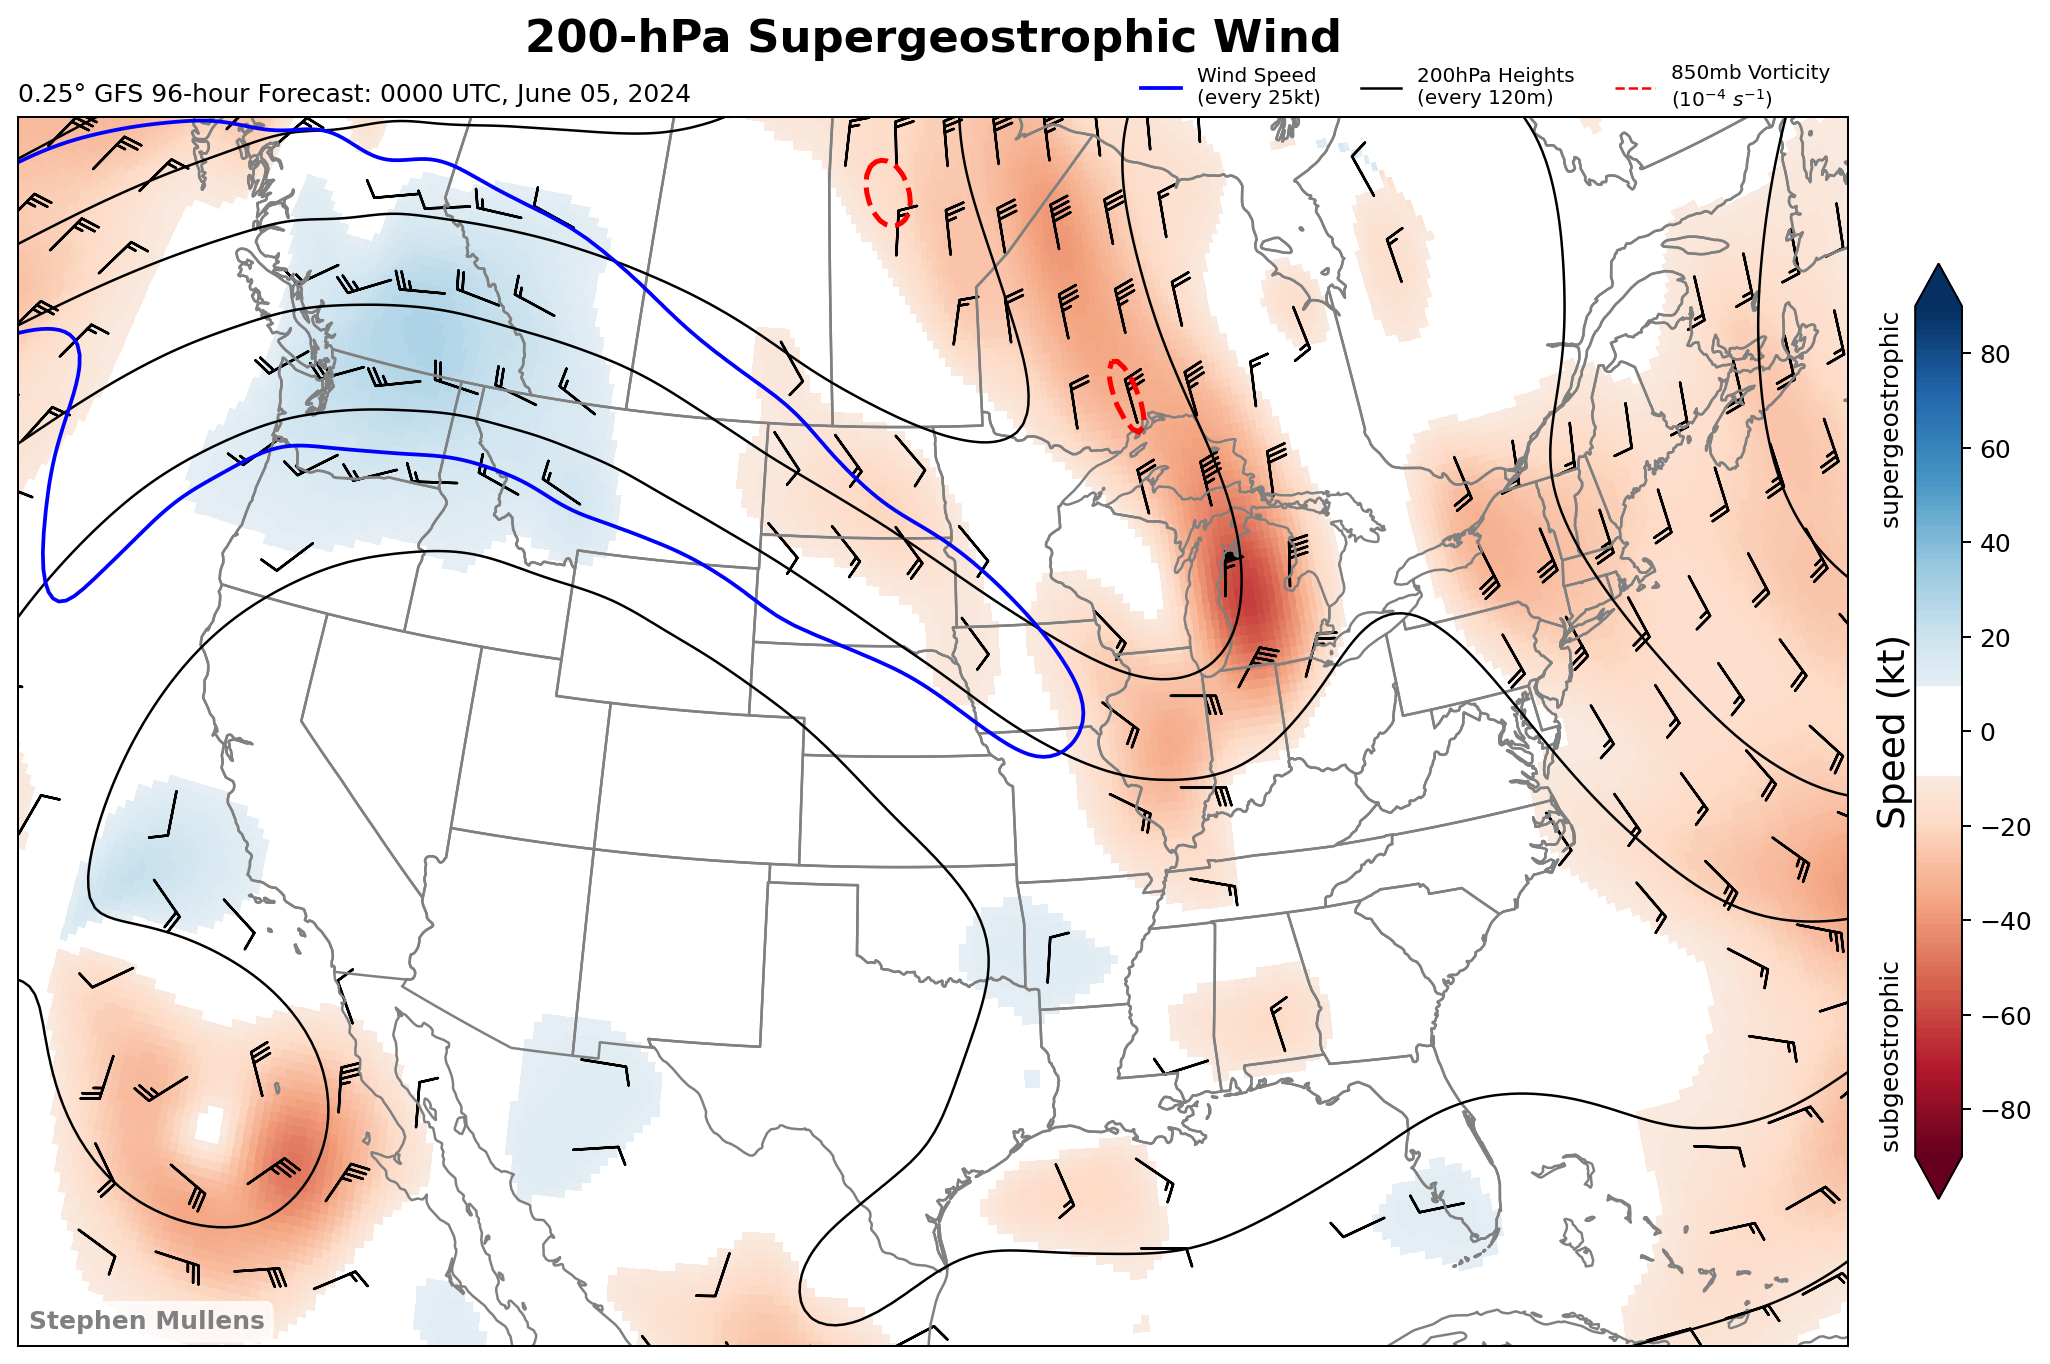 200-hPa Supergeostrophic Wind
0.25° GFS 96-hour Forecast: 0000 UTC, June 05, 2024
Wind Speed
(every 25kt)
200hPa Heights
(every 120m)
850mb Vorticity
(10⁻⁴ s⁻¹)
supergeostrophic
Speed (kt)
subgeostrophic
80
60
40
20
0
−20
−40
−60
−80
Stephen Mullens